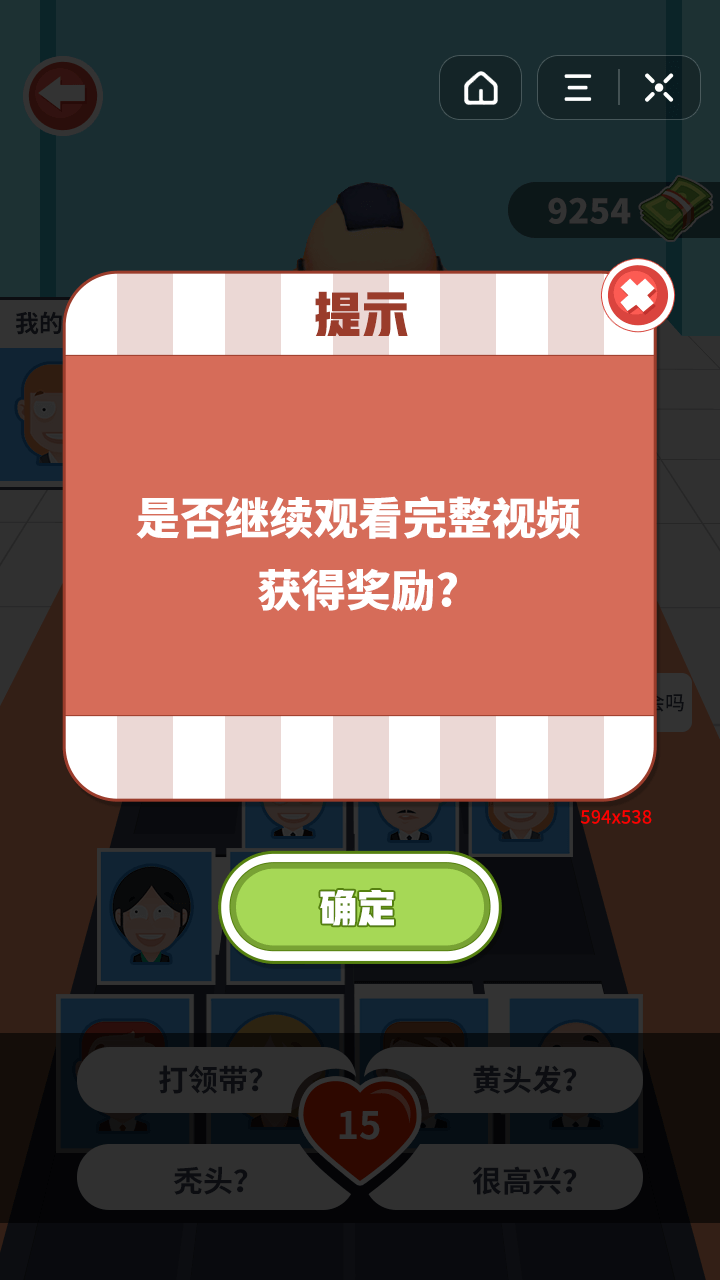 9254
提示
我的
是否继续观看完整视频
获得奖励?
会吗
594x538
确定
打领带?
黄头发?
15
秃头?
很高兴?